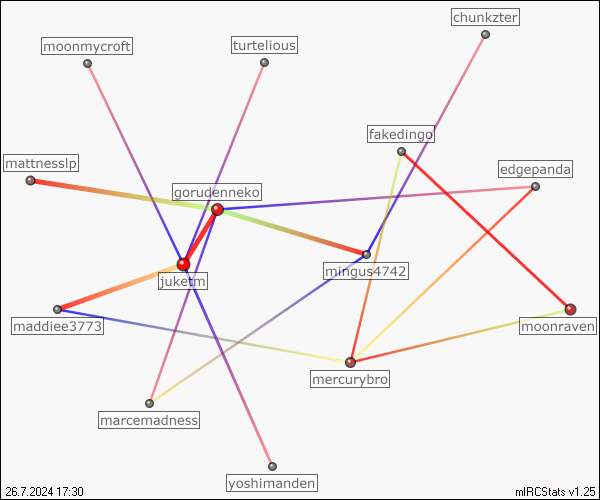 chunkzter
moonmycroft
turtelious
fakedingo
mattnesslp
edgepanda
gorudenneko
mingus4742
juketm
maddiee3773
moonraven
mercurybro
marcemadness
yoshimanden
26.7.2024 17:30
mIRCStats v1.25